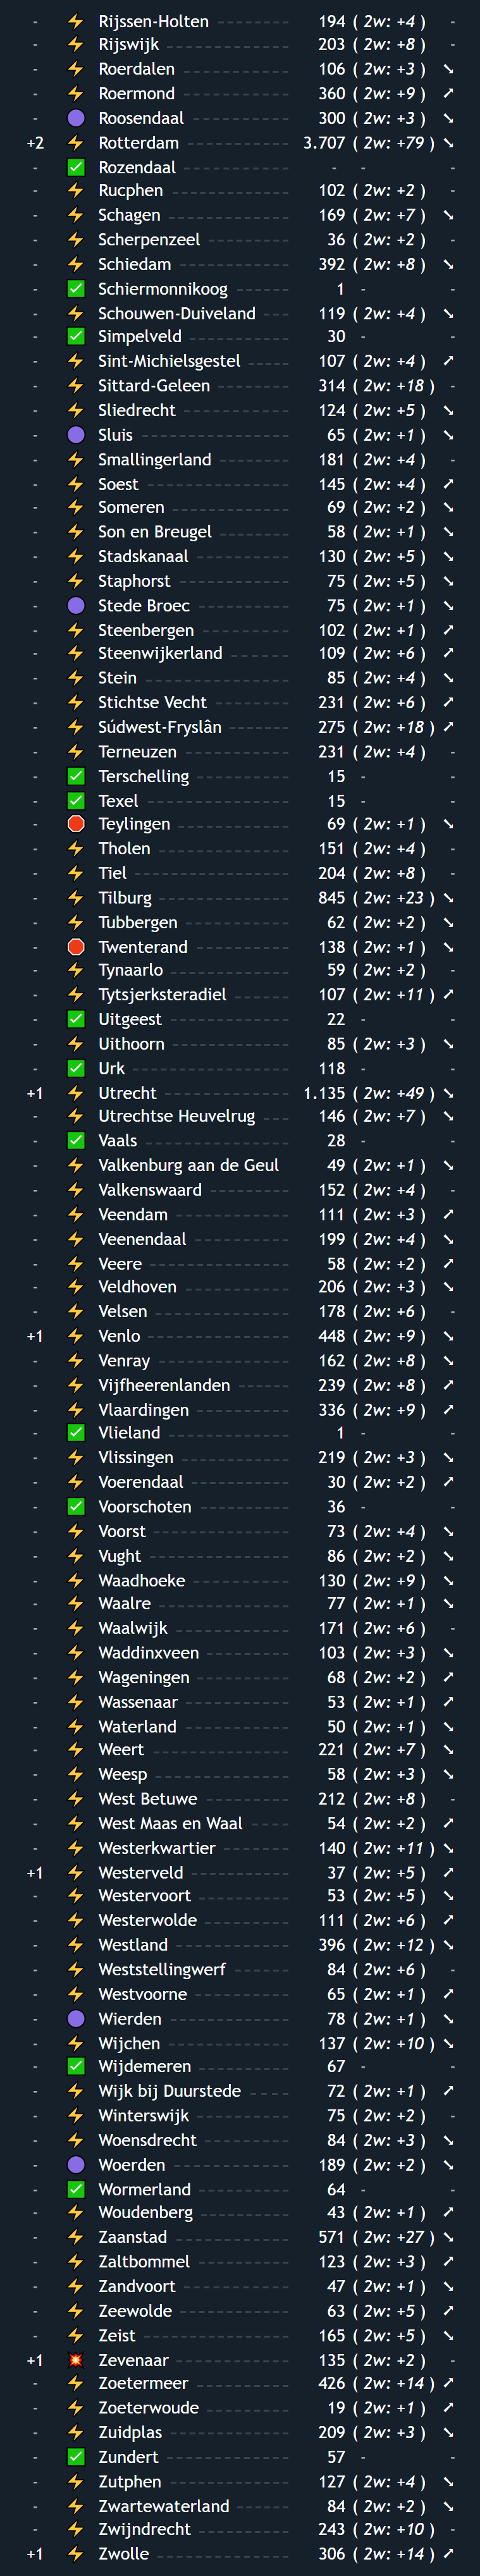 - ⚡ Rijssen-Holten 194 ( 2w: +4 ) -
- ⚡ Rijswijk 203 ( 2w: +8 ) -
- ⚡ Roerdalen 106 ( 2w: +3 ) ➘
- ⚡ Roermond 360 ( 2w: +9 ) ➚
- 🟣 Roosendaal 300 ( 2w: +3 ) ➘
+2 ⚡ Rotterdam 3.707 ( 2w: +79 ) ➘
- ✅ Rozendaal - - -
- ⚡ Rucphen 102 ( 2w: +2 ) -
- ⚡ Schagen 169 ( 2w: +7 ) ➘
- ⚡ Scherpenzeel 36 ( 2w: +2 ) -
- ⚡ Schiedam 392 ( 2w: +8 ) ➘
- ✅ Schiermonnikoog 1 - -
- ⚡ Schouwen-Duiveland 119 ( 2w: +4 ) ➘
- ✅ Simpelveld 30 - -
- ⚡ Sint-Michielsgestel 107 ( 2w: +4 ) ➚
- ⚡ Sittard-Geleen 314 ( 2w: +18 ) -
- ⚡ Sliedrecht 124 ( 2w: +5 ) ➘
- 🟣 Sluis 65 ( 2w: +1 ) ➘
- ⚡ Smallingerland 181 ( 2w: +4 ) -
- ⚡ Soest 145 ( 2w: +4 ) ➚
- ⚡ Someren 69 ( 2w: +2 ) ➘
- ⚡ Son en Breugel 58 ( 2w: +1 ) ➘
- ⚡ Stadskanaal 130 ( 2w: +5 ) ➘
- ⚡ Staphorst 75 ( 2w: +5 ) ➘
- 🟣 Stede Broec 75 ( 2w: +1 ) ➘
- ⚡ Steenbergen 102 ( 2w: +1 ) ➚
- ⚡ Steenwijkerland 109 ( 2w: +6 ) ➚
- ⚡ Stein 85 ( 2w: +4 ) ➘
- ⚡ Stichtse Vecht 231 ( 2w: +6 ) ➚
- ⚡ Súdwest-Fryslân 275 ( 2w: +18 ) ➚
- ⚡ Terneuzen 231 ( 2w: +4 ) -
- ✅ Terschelling 15 - -
- ✅ Texel 15 - -
- 🛑 Teylingen 69 ( 2w: +1 ) ➘
- ⚡ Tholen 151 ( 2w: +4 ) -
- ⚡ Tiel 204 ( 2w: +8 ) -
- ⚡ Tilburg 845 ( 2w: +23 ) ➘
- ⚡ Tubbergen 62 ( 2w: +2 ) ➘
- 🛑 Twenterand 138 ( 2w: +1 ) ➘
- ⚡ Tynaarlo 59 ( 2w: +2 ) -
- ⚡ Tytsjerksteradiel 107 ( 2w: +11 ) ➚
- ✅ Uitgeest 22 - -
- ⚡ Uithoorn 85 ( 2w: +3 ) ➘
- ✅ Urk 118 - -
+1 ⚡ Utrecht 1.135 ( 2w: +49 ) ➘
- ⚡ Utrechtse Heuvelrug 146 ( 2w: +7 ) ➘
- ✅ Vaals 28 - -
- ⚡ Valkenburg aan de Geul 49 ( 2w: +1 ) ➘
- ⚡ Valkenswaard 152 ( 2w: +4 ) -
- ⚡ Veendam 111 ( 2w: +3 ) ➚
- ⚡ Veenendaal 199 ( 2w: +4 ) ➘
- ⚡ Veere 58 ( 2w: +2 ) ➚
- ⚡ Veldhoven 206 ( 2w: +3 ) ➘
- ⚡ Velsen 178 ( 2w: +6 ) -
+1 ⚡ Venlo 448 ( 2w: +9 ) ➘
- ⚡ Venray 162 ( 2w: +8 ) ➘
- ⚡ Vijfheerenlanden 239 ( 2w: +8 ) ➚
- ⚡ Vlaardingen 336 ( 2w: +9 ) ➚
- ✅ Vlieland 1 - -
- ⚡ Vlissingen 219 ( 2w: +3 ) ➘
- ⚡ Voerendaal 30 ( 2w: +2 ) ➚
- ✅ Voorschoten 36 - -
- ⚡ Voorst 73 ( 2w: +4 ) ➘
- ⚡ Vught 86 ( 2w: +2 ) ➘
- ⚡ Waadhoeke 130 ( 2w: +9 ) ➘
- ⚡ Waalre 77 ( 2w: +1 ) ➘
- ⚡ Waalwijk 171 ( 2w: +6 ) -
- ⚡ Waddinxveen 103 ( 2w: +3 ) ➘
- ⚡ Wageningen 68 ( 2w: +2 ) ➚
- ⚡ Wassenaar 53 ( 2w: +1 ) ➚
- ⚡ Waterland 50 ( 2w: +1 ) ➘
- ⚡ Weert 221 ( 2w: +7 ) ➘
- ⚡ Weesp 58 ( 2w: +3 ) ➘
- ⚡ West Betuwe 212 ( 2w: +8 ) -
- ⚡ West Maas en Waal 54 ( 2w: +2 ) ➚
- ⚡ Westerkwartier 140 ( 2w: +11 ) ➘
+1 ⚡ Westerveld 37 ( 2w: +5 ) ➚
- ⚡ Westervoort 53 ( 2w: +5 ) ➘
- ⚡ Westerwolde 111 ( 2w: +6 ) ➚
- ⚡ Westland 396 ( 2w: +12 ) ➘
- ⚡ Weststellingwerf 84 ( 2w: +6 ) -
- ⚡ Westvoorne 65 ( 2w: +1 ) ➚
- 🟣 Wierden 78 ( 2w: +1 ) ➘
- ⚡ Wijchen 137 ( 2w: +10 ) ➘
- ✅ Wijdemeren 67 - -
- ⚡ Wijk bij Duurstede 72 ( 2w: +1 ) ➚
- ⚡ Winterswijk 75 ( 2w: +2 ) -
- ⚡ Woensdrecht 84 ( 2w: +3 ) ➘
- 🟣 Woerden 189 ( 2w: +2 ) ➘
- ✅ Wormerland 64 - -
- ⚡ Woudenberg 43 ( 2w: +1 ) ➚
- ⚡ Zaanstad 571 ( 2w: +27 ) ➘
- ⚡ Zaltbommel 123 ( 2w: +3 ) ➚
- ⚡ Zandvoort 47 ( 2w: +1 ) ➘
- ⚡ Zeewolde 63 ( 2w: +5 ) ➚
- ⚡ Zeist 165 ( 2w: +5 ) ➘
+1 💥 Zevenaar 135 ( 2w: +2 ) -
- ⚡ Zoetermeer 426 ( 2w: +14 ) ➚
- ⚡ Zoeterwoude 19 ( 2w: +1 ) ➚
- ⚡ Zuidplas 209 ( 2w: +3 ) ➘
- ✅ Zundert 57 - -
- ⚡ Zutphen 127 ( 2w: +4 ) ➘
- ⚡ Zwartewaterland 84 ( 2w: +2 ) ➘
- ⚡ Zwijndrecht 243 ( 2w: +10 ) -
+1 ⚡ Zwolle 306 ( 2w: +14 ) ➚